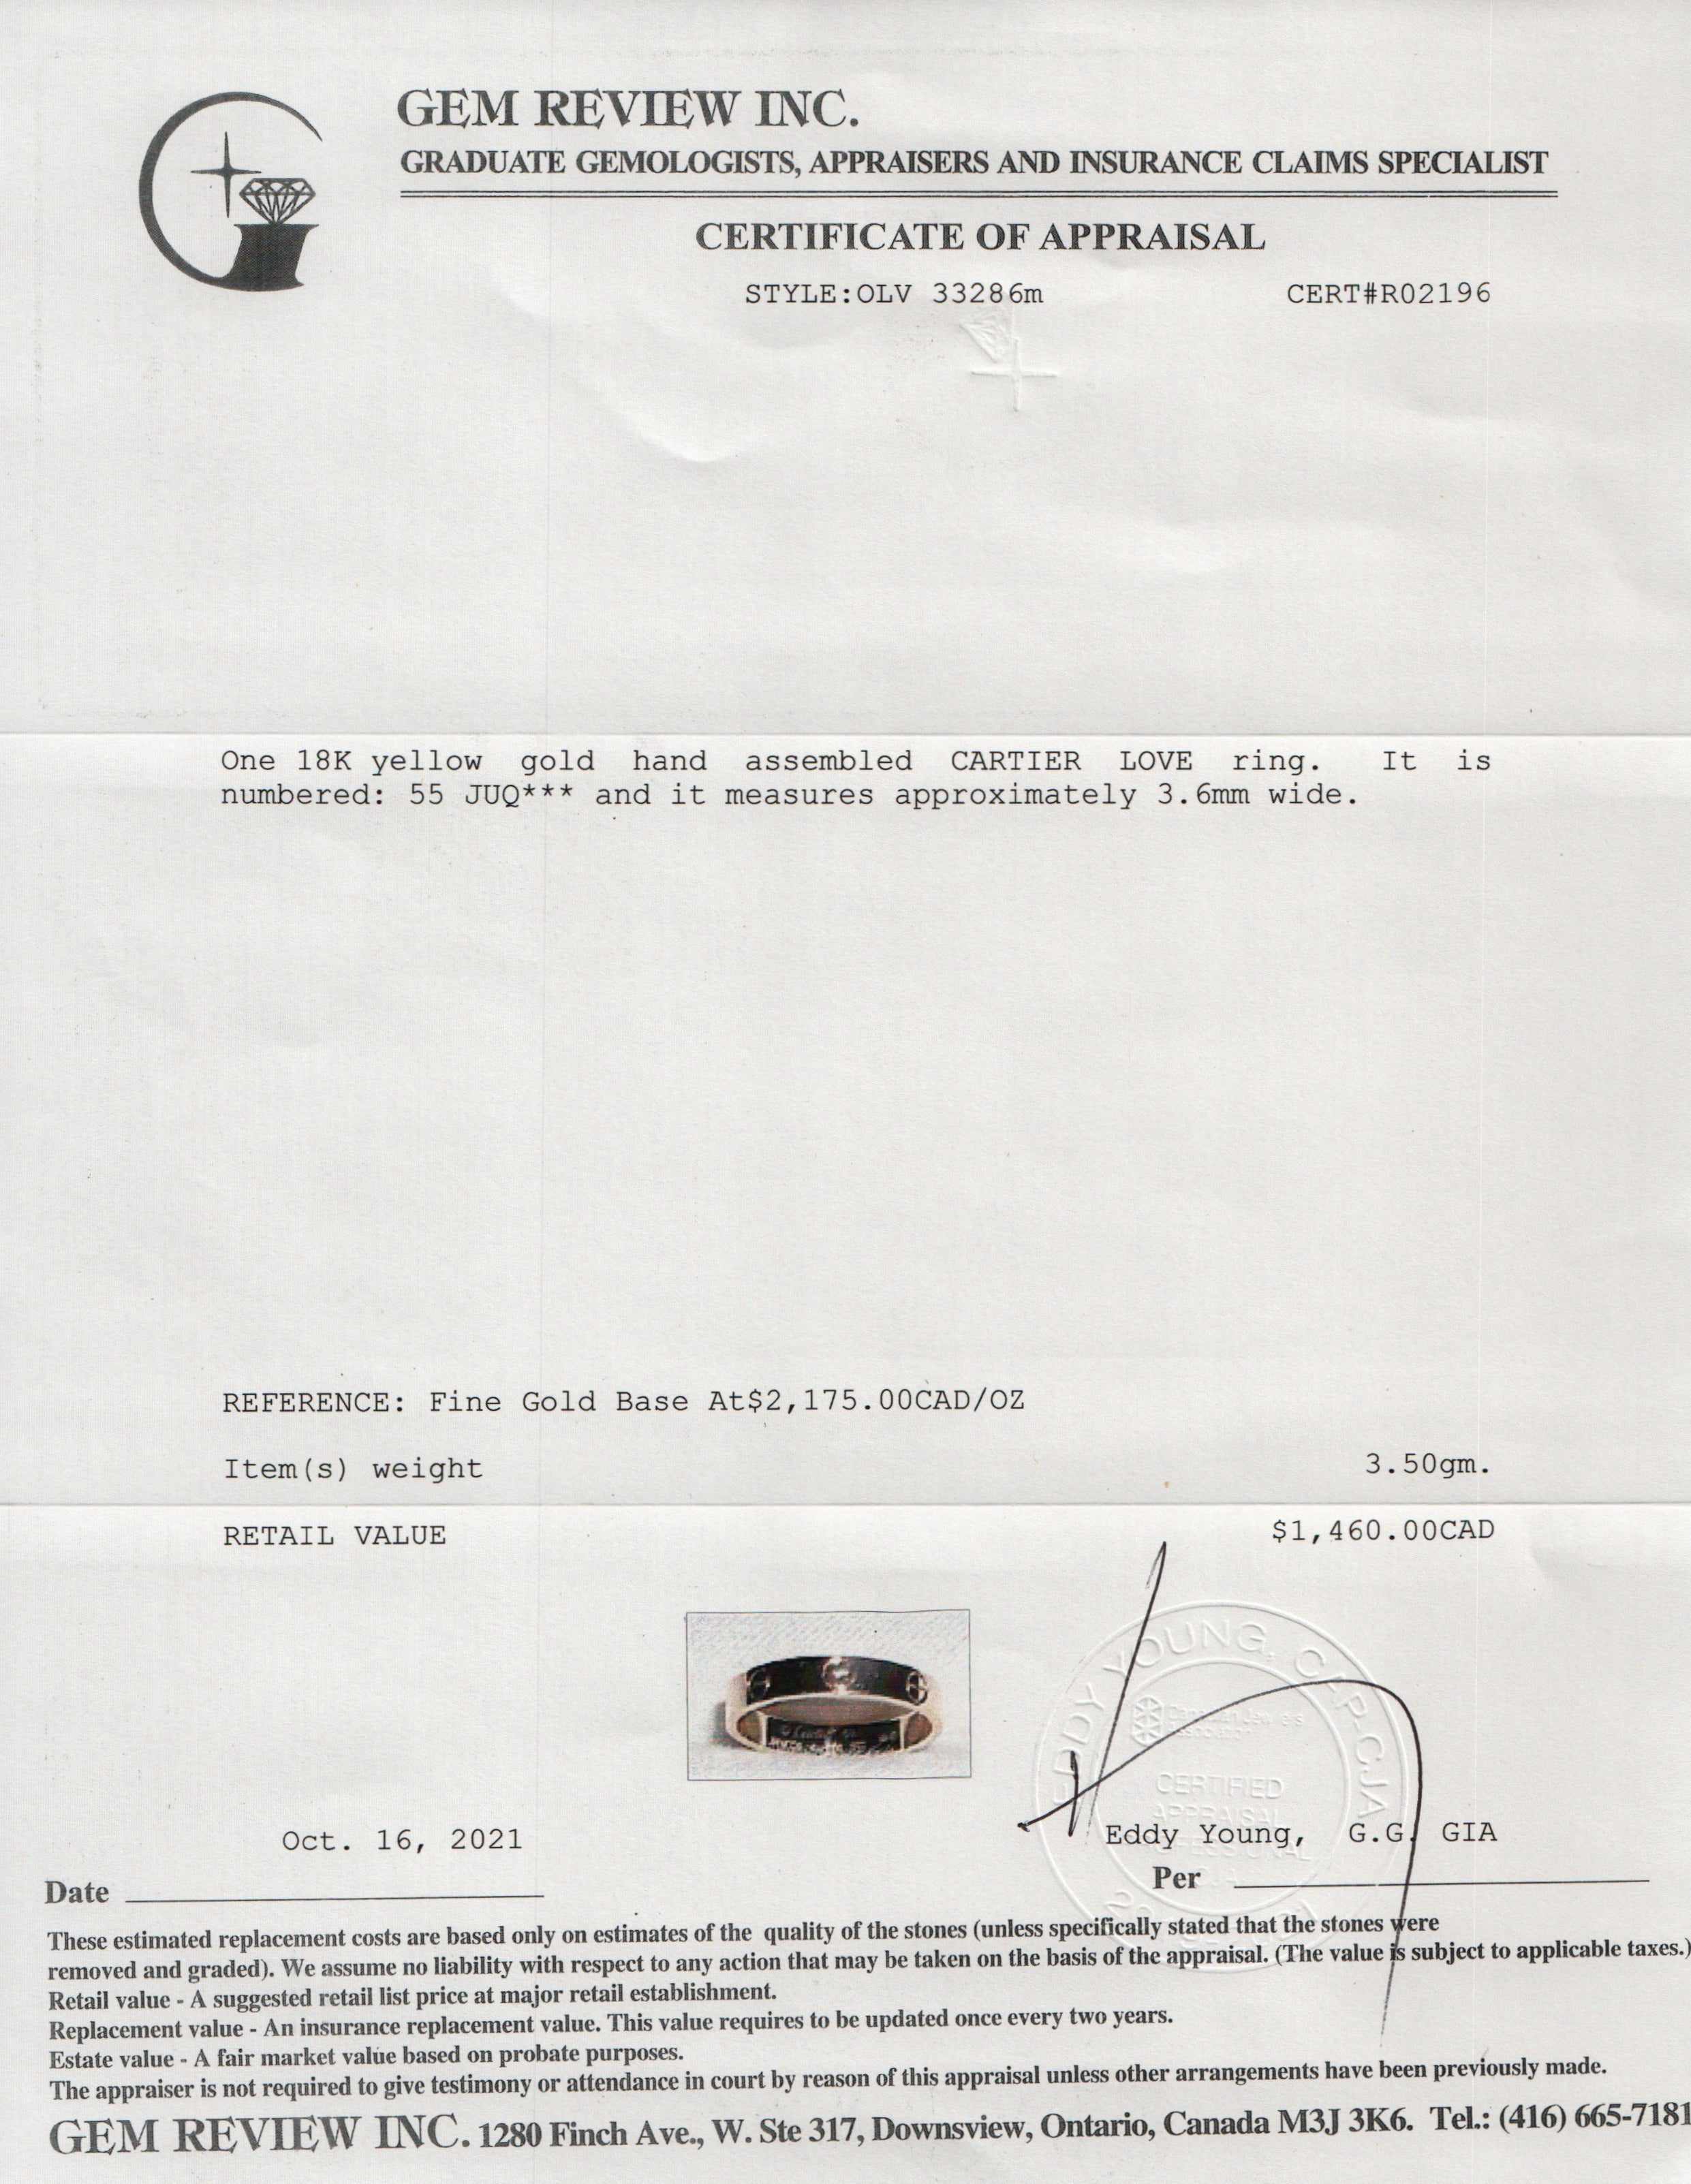 GEM REVIEW INC.
GRADUATE GEMOLOGISTS, APPRAISERS AND INSURANCE CLAIMS SPECIALIST
CERTIFICATE OF APPRAISAL
STYLE:OLV 33286m CERT#R02196
One 18K yellow gold hand assembled CARTIER LOVE ring. It is
numbered: 55 JUQ*** and it measures approximately 3.6mm wide.
REFERENCE: Fine Gold Base At$2,175.00CAD/OZ
Item(s) weight 3.50gm.
RETAIL VALUE $1,460.00CAD
EDDY YOUNG, CAP-CJA
CERTIFIED
APPRAISAL
Oct. 16, 2021
Eddy Young, G.G. GIA
Date
Per
These estimated replacement costs are based only on estimates of the quality of the stones (unless specifically stated that the stones were
removed and graded). We assume no liability with respect to any action that may be taken on the basis of the appraisal. (The value is subject to applicable taxes.)
Retail value - A suggested retail list price at major retail establishment.
Replacement value - An insurance replacement value. This value requires to be updated once every two years.
Estate value - A fair market value based on probate purposes.
The appraiser is not required to give testimony or attendance in court by reason of this appraisal unless other arrangements have been previously made.
GEM REVIEW INC. 1280 Finch Ave., W. Ste 317, Downsview, Ontario, Canada M3J 3K6. Tel.: (416) 665-7181